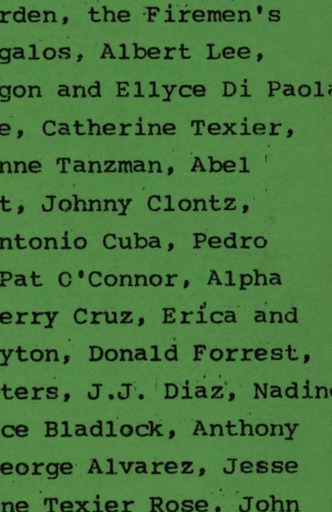 rden, the Firemen's
galos, Albert Lee,
gon and Ellyce Di Paola
e, Catherine Texier,
nne Tanzman, Abel
t, Johnny Clontz,
ntonio Cuba, Pedro
Pat O'Connor, Alpha
erry Cruz, Erica and
yton, Donald Forrest,
ters, J.J. Diaz, Nadine
ce Bladlock, Anthony
eorge Alvarez, Jesse
ne Texier Rose. John